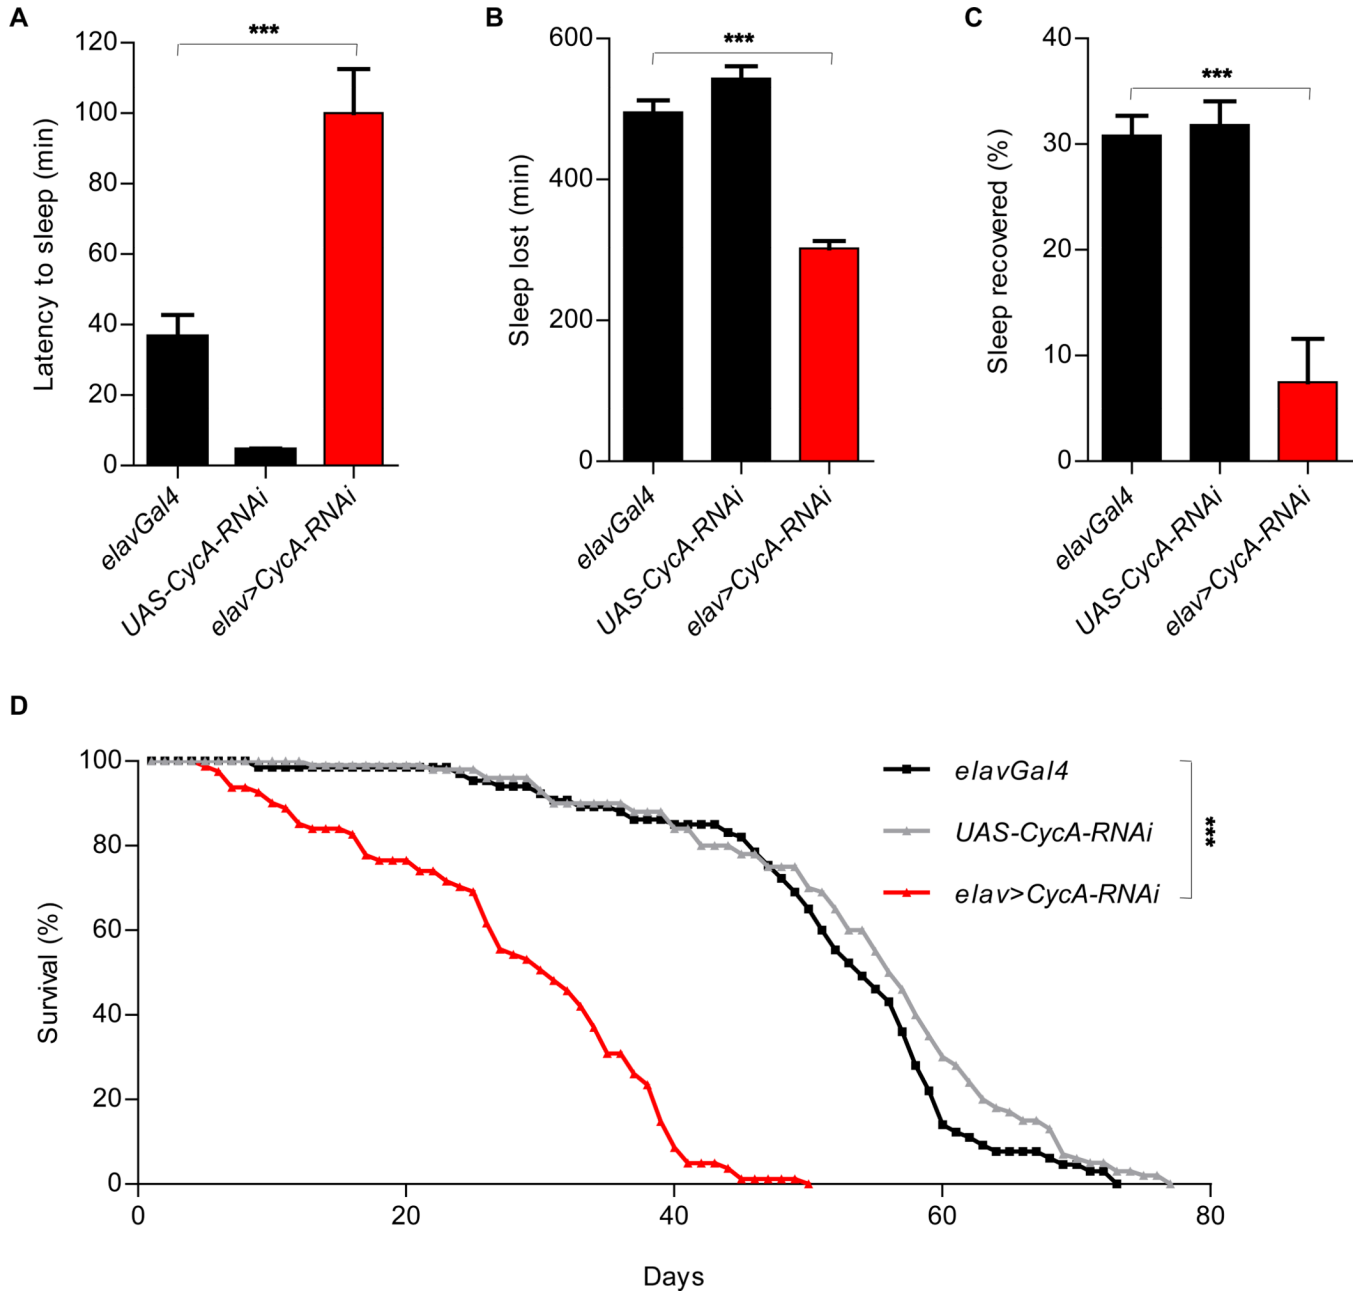 A
Latency to sleep (min)
120
100
80
60
40
20
0
***
elavGal4
UAS-CycA-RNAi
elav>CycA-RNAi
B
Sleep lost (min)
600
400
200
0
***
elavGal4
UAS-CycA-RNAi
elav>CycA-RNAi
C
Sleep recovered (%)
40
30
20
10
0
***
elavGal4
UAS-CycA-RNAi
elav>CycA-RNAi
D
Survival (%)
100
80
60
40
20
0
0
20
40
60
80
Days
elavGal4
UAS-CycA-RNAi
elav>CycA-RNAi
***